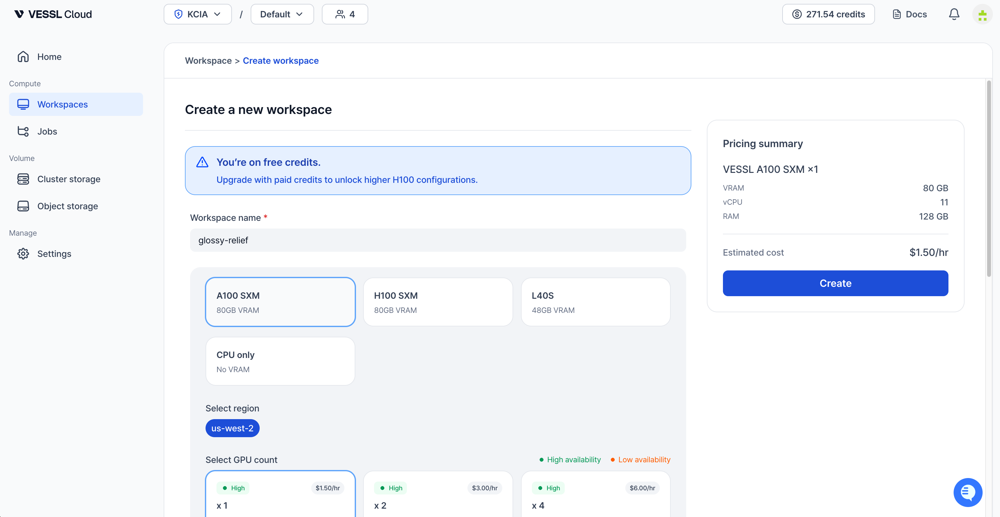 VESSL Cloud
KCIA
/
Default
4
271.54 credits
Docs
Home
Compute
Workspaces
Jobs
Volume
Cluster storage
Object storage
Manage
Settings
Workspace > Create workspace
Create a new workspace
You're on free credits.
Upgrade with paid credits to unlock higher H100 configurations.
Workspace name *
glossy-relief
A100 SXM
80GB VRAM
H100 SXM
80GB VRAM
L40S
48GB VRAM
CPU only
No VRAM
Select region
us-west-2
Select GPU count
High availability
Low availability
High
$1.50/hr
x 1
High
$3.00/hr
x 2
High
$6.00/hr
x 4
Pricing summary
VESSL A100 SXM ×1
VRAM 80 GB
vCPU 11
RAM 128 GB
Estimated cost $1.50/hr
Create